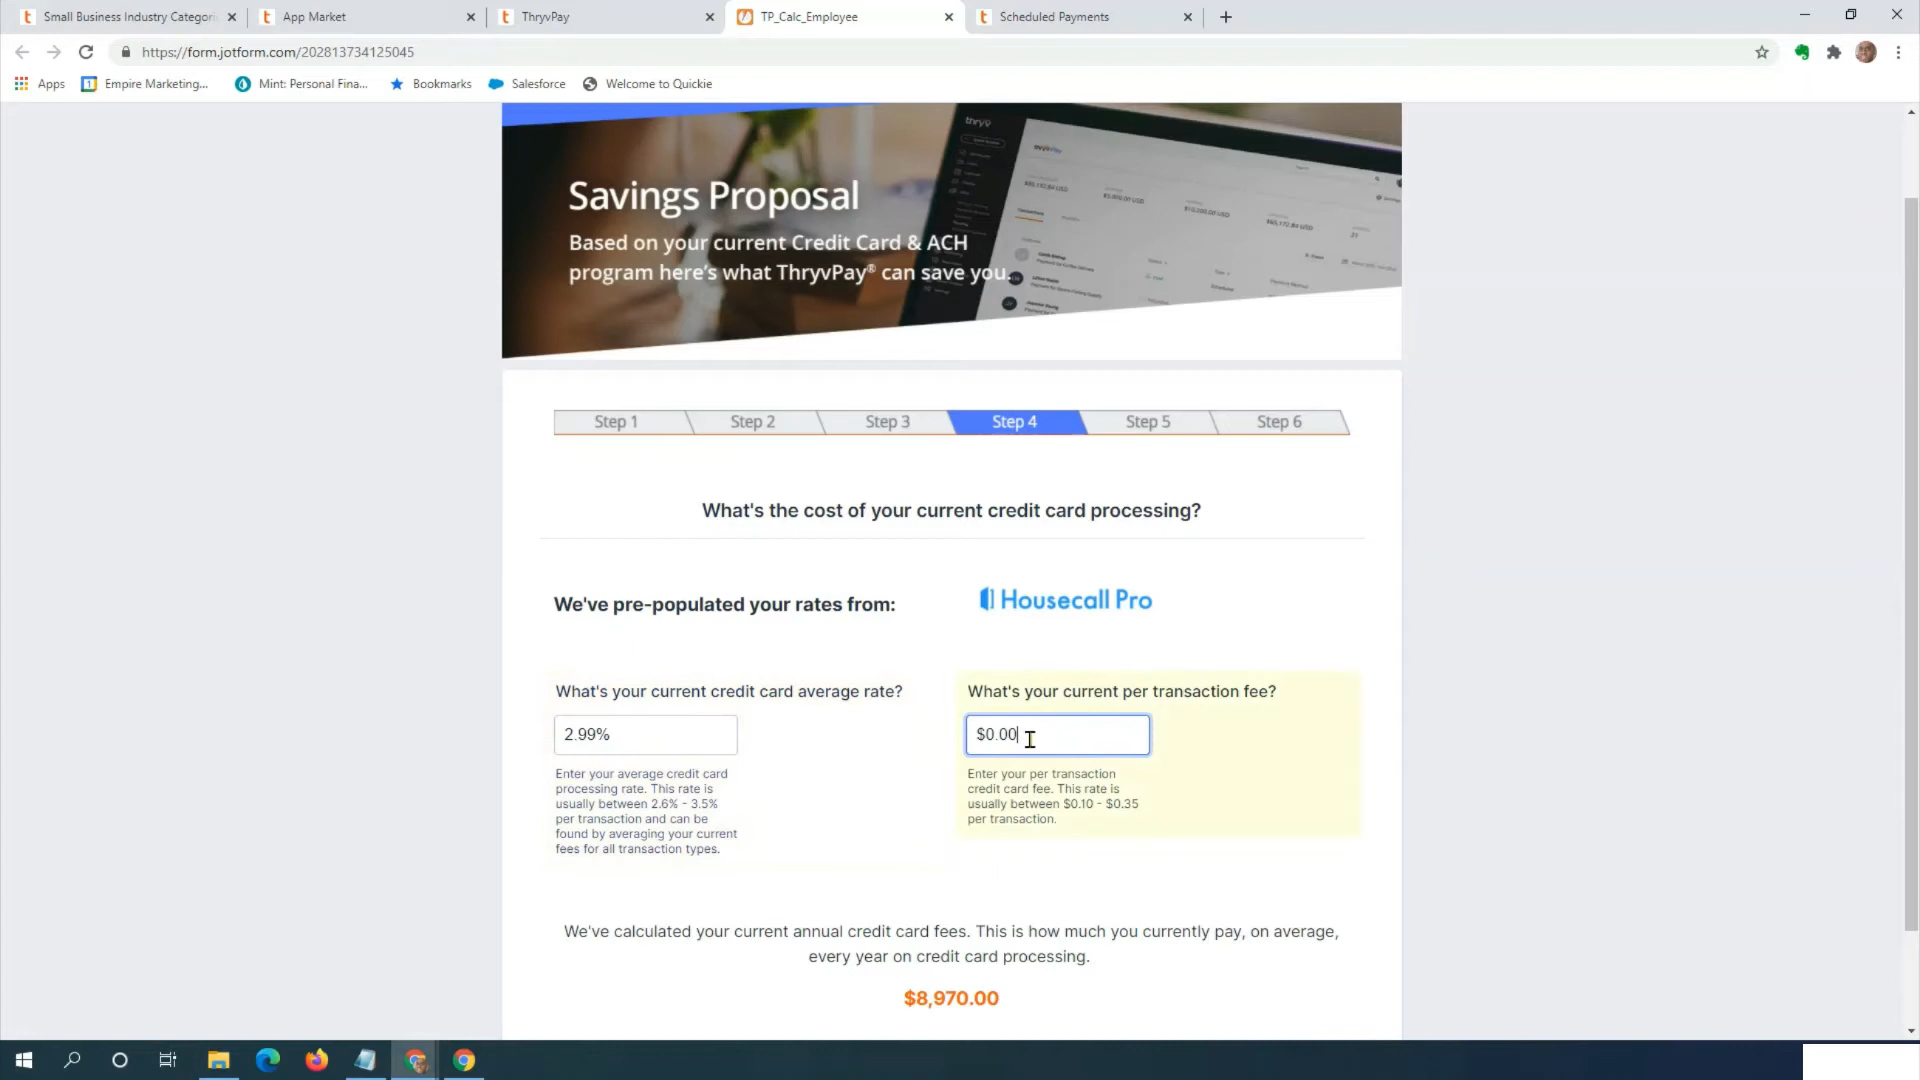 Small Business Industry Categori
App Market
ThryvPay
TP_Calc_Employee
Scheduled Payments
https://form.jotform.com/202813734125045
Apps
Empire Marketing...
Mint: Personal Fina...
Bookmarks
Salesforce
Welcome to Quickie
thryv
Savings Proposal
Based on your current Credit Card & ACH
program here's what ThryvPay® can save you.
Step 1
Step 2
Step 3
Step 4
Step 5
Step 6
What's the cost of your current credit card processing?
We've pre-populated your rates from:
Housecall Pro
What's your current credit card average rate?
2.99%
Enter your average credit card
processing rate. This rate is
usually between 2.6% - 3.5%
per transaction and can be
found by averaging your current
fees for all transaction types.
What's your current per transaction fee?
$0.00
Enter your per transaction
credit card fee. This rate is
usually between $0.10 - $0.35
per transaction.
We've calculated your current annual credit card fees. This is how much you currently pay, on average,
every year on credit card processing.
$8,970.00